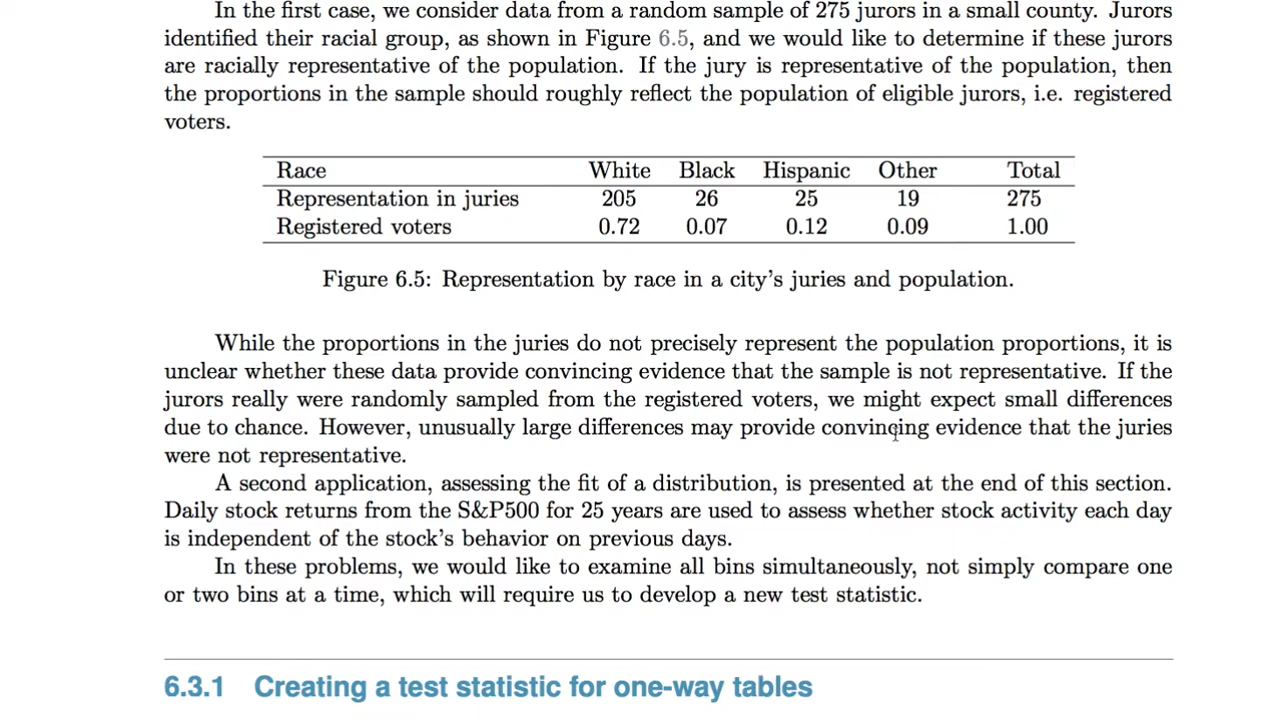 In the first case, we consider data from a random sample of 275 jurors in a small county. Jurors
identified their racial group, as shown in Figure 6.5, and we would like to determine if these jurors
are racially representative of the population. If the jury is representative of the population, then
the proportions in the sample should roughly reflect the population of eligible jurors, i.e. registered
voters.
Race White Black Hispanic Other Total
Representation in juries 205 26 25 19 275
Registered voters 0.72 0.07 0.12 0.09 1.00
Figure 6.5: Representation by race in a city's juries and population.
While the proportions in the juries do not precisely represent the population proportions, it is
unclear whether these data provide convincing evidence that the sample is not representative. If the
jurors really were randomly sampled from the registered voters, we might expect small differences
due to chance. However, unusually large differences may provide convincing evidence that the juries
were not representative.
A second application, assessing the fit of a distribution, is presented at the end of this section.
Daily stock returns from the S&P500 for 25 years are used to assess whether stock activity each day
is independent of the stock's behavior on previous days.
In these problems, we would like to examine all bins simultaneously, not simply compare one
or two bins at a time, which will require us to develop a new test statistic.
6.3.1 Creating a test statistic for one-way tables